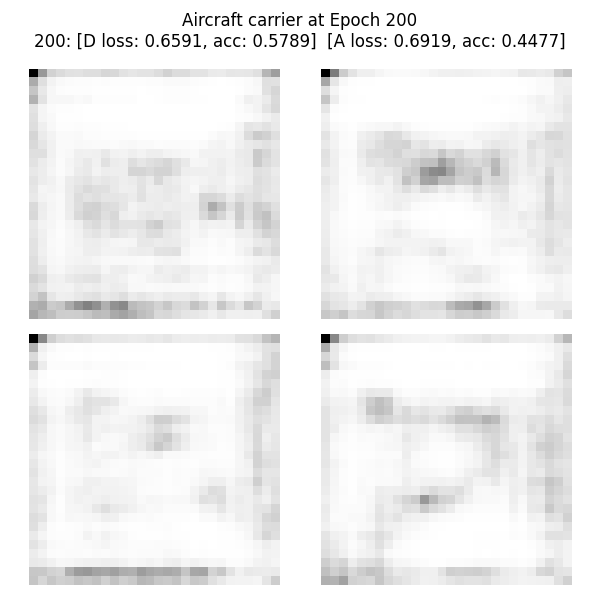 Aircraft carrier at Epoch 200
200: [D loss: 0.6591, acc: 0.5789]  [A loss: 0.6919, acc: 0.4477]